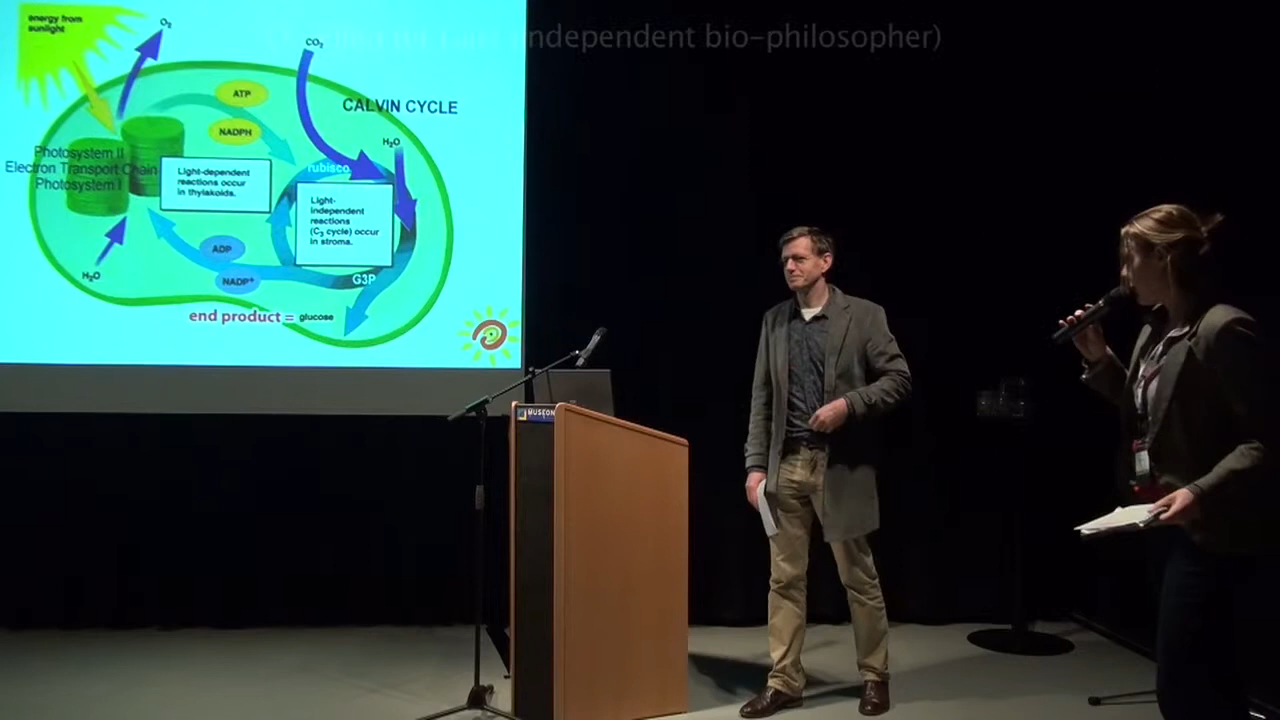 independent bio-philosopher)
energy from
sunlight
O₂
CO₂
ATP
CALVIN CYCLE
NADPH
H₂O
Photosystem II
Electron Transport Chain
Photosystem I
rubisco
Light-dependent
reactions occur
in thylakoids.
Light-
independent
reactions
(C₃ cycle) occur
in stroma.
ADP
H₂O
NADP⁺
G3P
end product = glucose
MUSEON